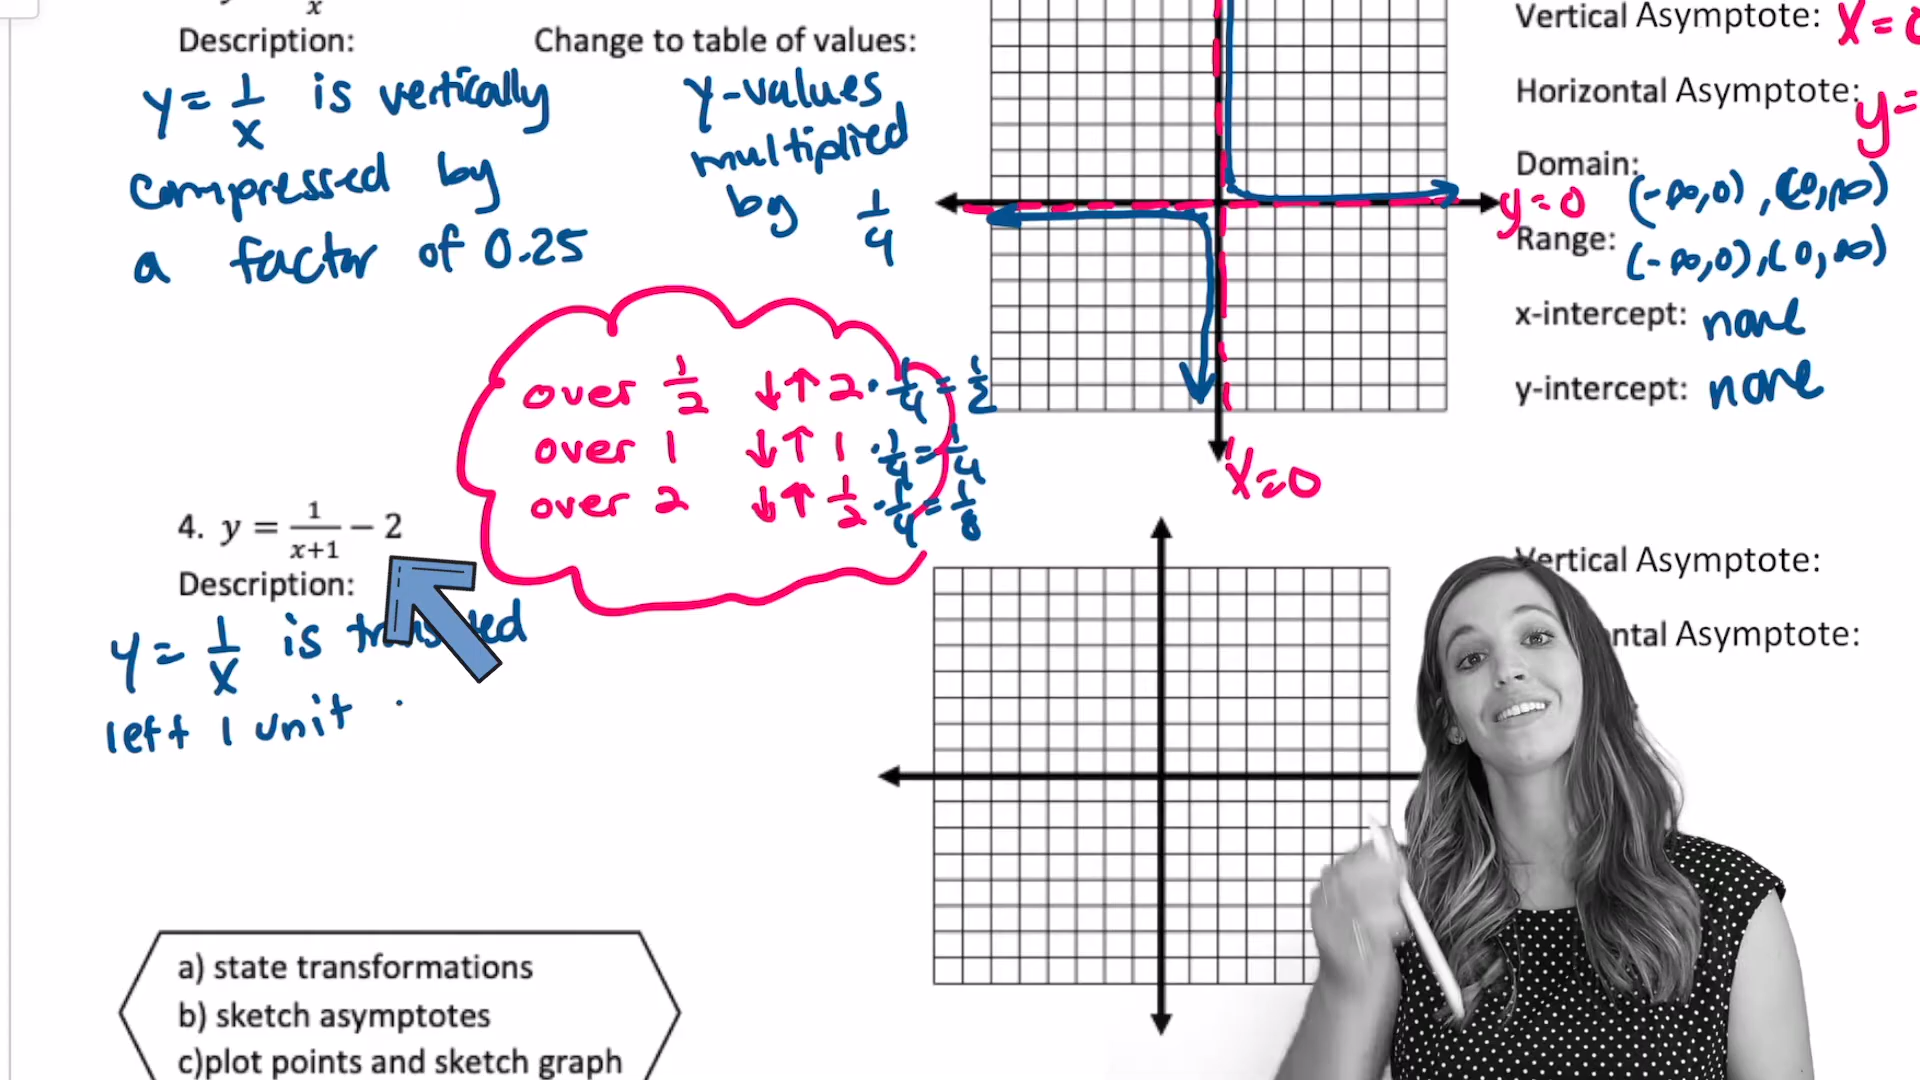 x
Description:
Change to table of values:
y = 1/x is vertically
compressed by
a factor of 0.25
y-values
multiplied
by 1/4
Vertical Asymptote: x = 0
Horizontal Asymptote: y =
Domain: (-∞,0), (0,∞)
y=0
Range: (-∞,0),(0,∞)
x-intercept: none
y-intercept: none
x=0
over 1/2 ↓↑ 2 · 1/4 = 1/2
over 1 ↓↑ 1 · 1/4 = 1/4
over 2 ↓↑ 1/2 · 1/4 = 1/8
4. y = 1/(x+1) − 2
Description:
y = 1/x is
left 1 unit
Vertical Asymptote:
Asymptote:
a) state transformations
b) sketch asymptotes
c)plot points and sketch graph